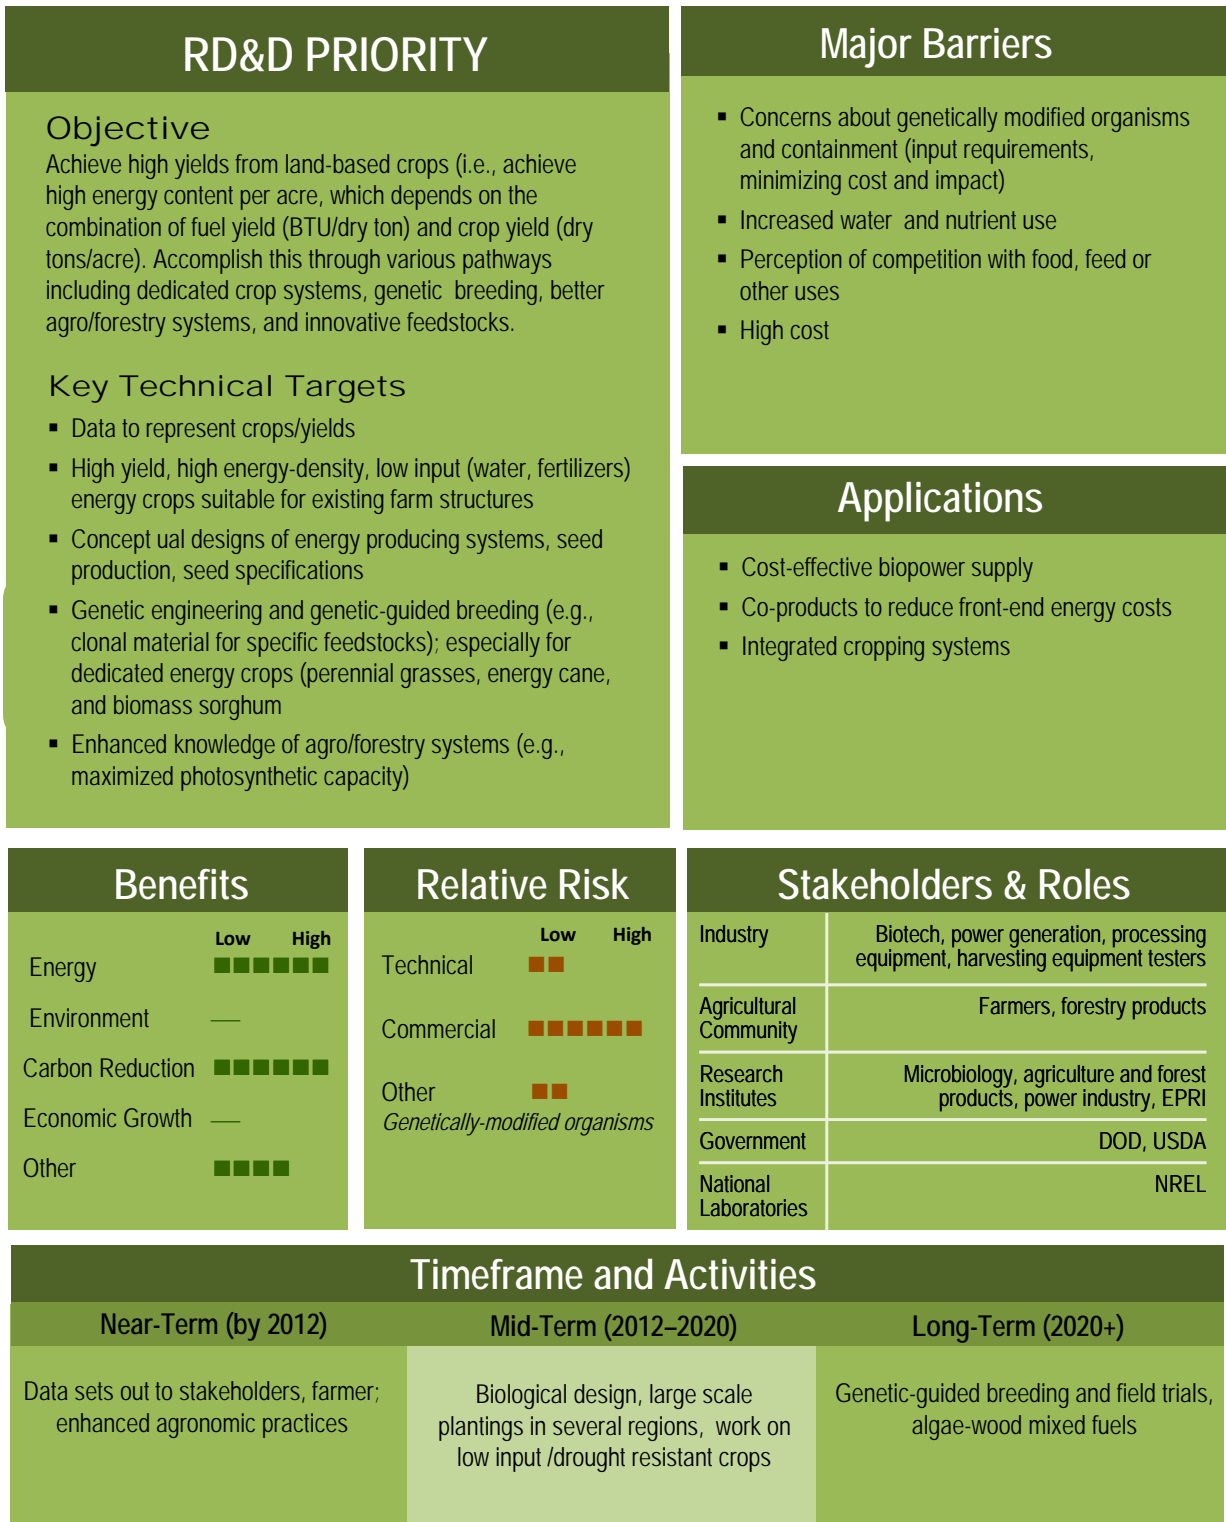 RD&D PRIORITY
Objective
Achieve high yields from land-based crops (i.e., achieve
high energy content per acre, which depends on the
combination of fuel yield (BTU/dry ton) and crop yield (dry
tons/acre). Accomplish this through various pathways
including dedicated crop systems, genetic breeding, better
agro/forestry systems, and innovative feedstocks.
Key Technical Targets
▪ Data to represent crops/yields
▪ High yield, high energy-density, low input (water, fertilizers)
energy crops suitable for existing farm structures
▪ Concept ual designs of energy producing systems, seed
production, seed specifications
▪ Genetic engineering and genetic-guided breeding (e.g.,
clonal material for specific feedstocks); especially for
dedicated energy crops (perennial grasses, energy cane,
and biomass sorghum
▪ Enhanced knowledge of agro/forestry systems (e.g.,
maximized photosynthetic capacity)
Major Barriers
▪ Concerns about genetically modified organisms
and containment (input requirements,
minimizing cost and impact)
▪ Increased water and nutrient use
▪ Perception of competition with food, feed or
other uses
▪ High cost
Applications
▪ Cost-effective biopower supply
▪ Co-products to reduce front-end energy costs
▪ Integrated cropping systems
Benefits
Low High
Energy
Environment —
Carbon Reduction
Economic Growth —
Other
Relative Risk
Low High
Technical
Commercial
Other
Genetically-modified organisms
Stakeholders & Roles
Industry Biotech, power generation, processing
equipment, harvesting equipment testers
Agricultural Farmers, forestry products
Community
Research Microbiology, agriculture and forest
Institutes products, power industry, EPRI
Government DOD, USDA
National NREL
Laboratories
Timeframe and Activities
Near-Term (by 2012) Mid-Term (2012–2020) Long-Term (2020+)
Data sets out to stakeholders, farmer;
enhanced agronomic practices
Biological design, large scale
plantings in several regions, work on
low input /drought resistant crops
Genetic-guided breeding and field trials,
algae-wood mixed fuels